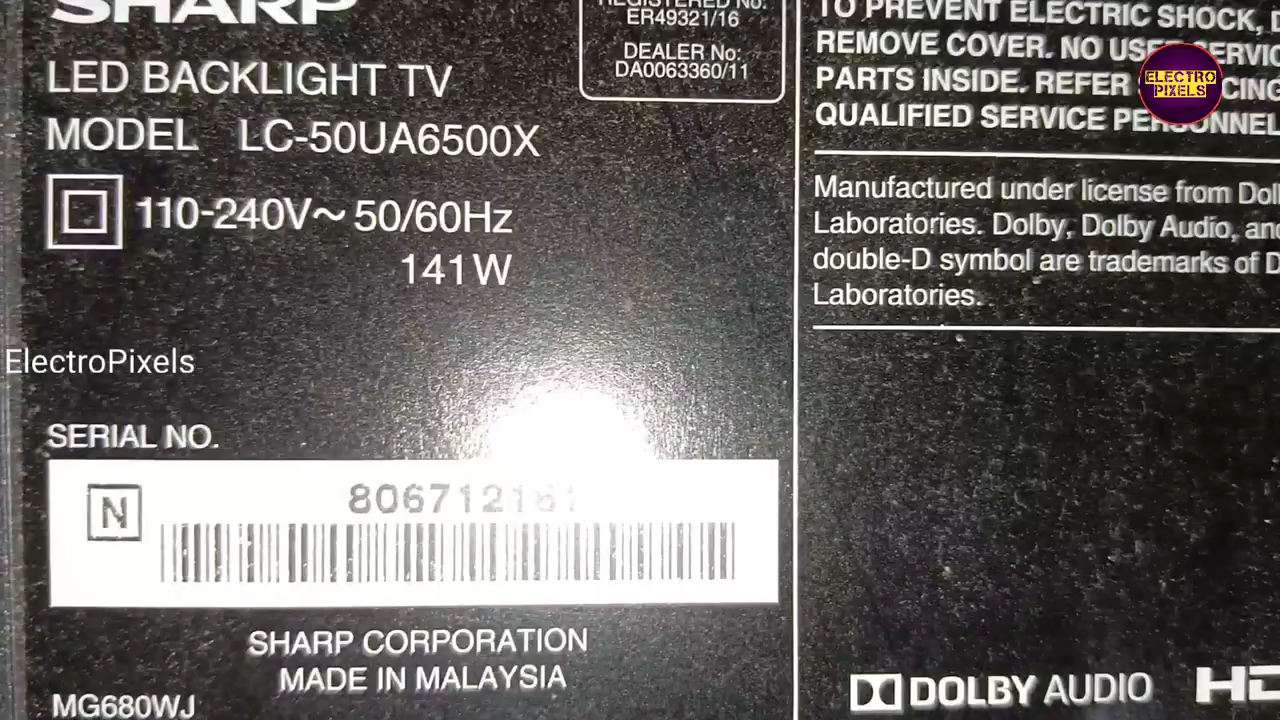 SHARP
LED BACKLIGHT TV
MODEL LC-50UA6500X
110-240V~ 50/60Hz
141W
ElectroPixels
SERIAL NO.
N
MG680WJ
SHARP CORPORATION
MADE IN MALAYSIA
REGISTERED No:
ER49321/16
DEALER No:
DA0063360/11
TO PREVENT ELECTRIC SHOCK,
REMOVE COVER. NO
PARTS INSIDE. REFER
QUALIFIED SERVICE PERSONNEL
ELECTRO
PIXELS
Manufactured under license from
Laboratories. Dolby, Dolby Audio,
double-D symbol are trademarks of
Laboratories.
DOLBY AUDIO